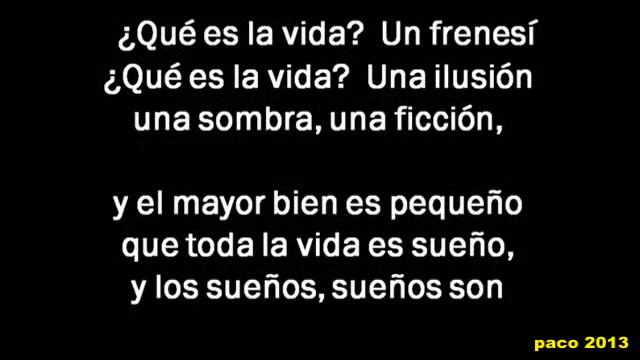 ¿Qué es la vida? Un frenesí
¿Qué es la vida? Una ilusión
una sombra, una ficción,
y el mayor bien es pequeño
que toda la vida es sueño,
y los sueños, sueños son
paco 2013